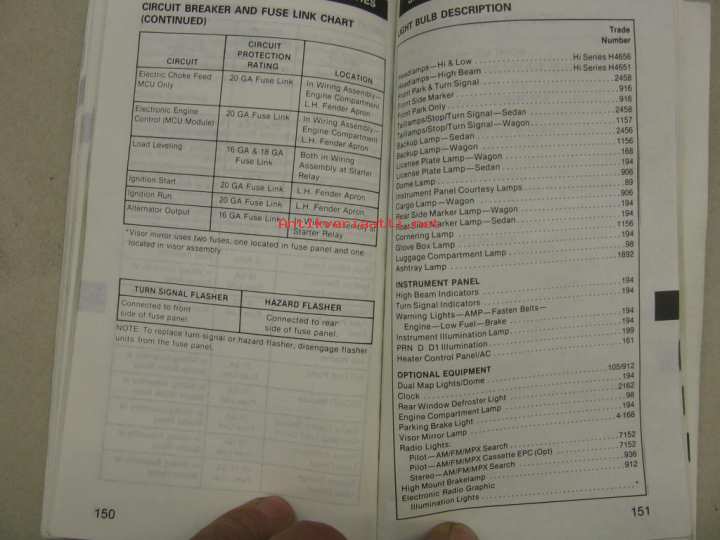 CIRCUIT BREAKER AND FUSE LINK CHART
(CONTINUED)
CIRCUIT
CIRCUIT
PROTECTION
RATING
LOCATION
Electric Choke Feed
MCU Only
20 GA Fuse Link
In Wiring Assembly—
Engine Compartment
L.H. Fender Apron
Electronic Engine
Control (MCU Module)
20 GA Fuse Link
In Wiring Assembly—
Engine Compartment
L.H. Fender Apron
Load Leveling
16 GA & 18 GA
Fuse Link
Both in Wiring
Assembly at Starter
Relay
Ignition Start
20 GA Fuse Link
L.H. Fender Apron
Ignition Run
20 GA Fuse Link
L.H. Fender Apron
Alternator Output
16 GA Fuse Link
Starter Relay
*Visor mirror uses two fuses, one located in fuse panel and one
located in visor assembly
TURN SIGNAL FLASHER
HAZARD FLASHER
Connected to front
side of fuse panel.
Connected to rear
side of fuse panel.
NOTE: To replace turn signal or hazard flasher, disengage flasher
units from the fuse panel.
150
LIGHT BULB DESCRIPTION
Trade
Number
Headlamps—Hi & Low Hi Series H4656
Headlamps—High Beam Hi Series H4651
Front Park & Turn Signal 2458
Front Side Marker 916
Front Park Only 916
Taillamps/Stop/Turn Signal—Sedan 2458
Taillamps/Stop/Turn Signal—Wagon 1157
Backup Lamp—Sedan 2456
Backup Lamp—Wagon 1156
License Plate Lamp—Wagon 168
License Plate Lamp—Sedan 194
Dome Lamp 906
Instrument Panel Courtesy Lamps 89
Cargo Lamp—Wagon 906
Rear Side Marker Lamp—Wagon 194
Rear Side Marker Lamp—Sedan 194
Cornering Lamp 1156
Glove Box Lamp 194
Luggage Compartment Lamp 98
Ashtray Lamp 1892
INSTRUMENT PANEL
High Beam Indicators 194
Turn Signal Indicators 194
Warning Lights—AMP—Fasten Belts—
Engine—Low Fuel—Brake 194
Instrument Illumination Lamp 194
PRN D D1 Illumination 199
Heater Control Panel/AC 161
OPTIONAL EQUIPMENT
Dual Map Lights/Dome 105/912
Clock 194
Rear Window Defroster Light 2162
Engine Compartment Lamp 98
Parking Brake Light 194
Visor Mirror Lamp 4-168
Radio Lights:
Pilot—AM/FM/MPX Search 7152
Pilot—AM/FM/MPX Cassette EPC (Opt) 7152
Stereo—AM/FM/MPX Search 936
High Mount Brakelamp 912
Electronic Radio Graphic
Illumination Lights *
151
Antikvariaatti.net